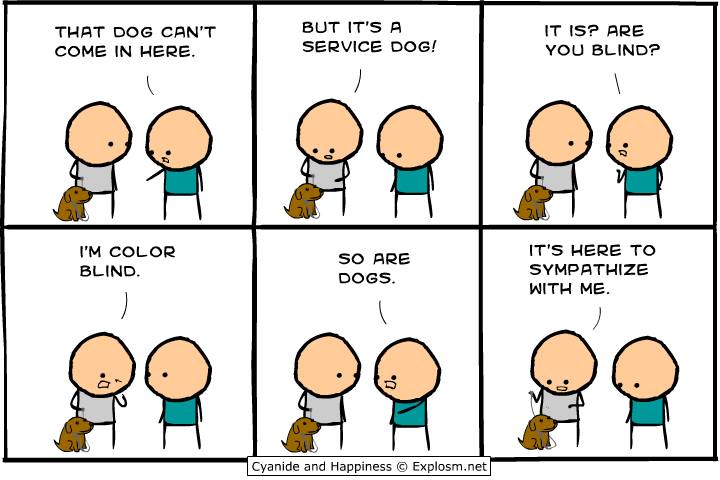 THAT DOG CAN'T
COME IN HERE.
BUT IT'S A
SERVICE DOG!
IT IS? ARE
YOU BLIND?
I'M COLOR
BLIND.
SO ARE
DOGS.
IT'S HERE TO
SYMPATHIZE
WITH ME.
Cyanide and Happiness © Explosm.net